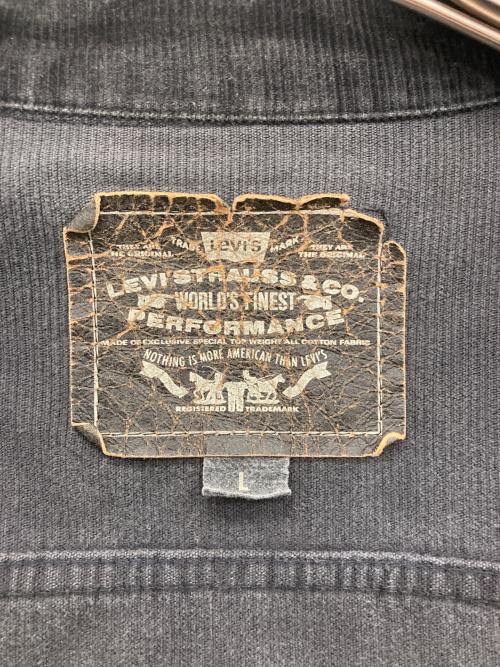 TRADE LEVI'S MARK
THEY ARE THE ORIGINAL THEY ARE THE ORIGINAL
LEVI STRAUSS & CO.
WORLD'S FINEST
PERFORMANCE
MADE OF EXCLUSIVE SPECIAL TOP WEIGHT ALL COTTON FABRIC
NOTHING IS MORE AMERICAN THAN LEVI'S
REGISTERED TRADEMARK
L